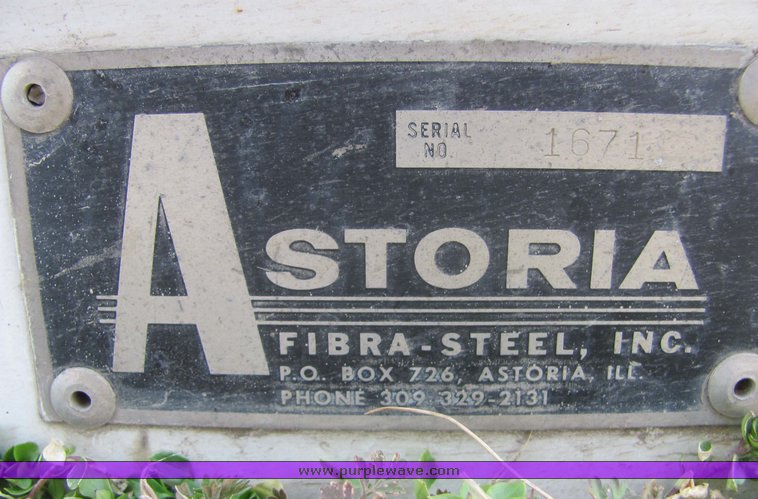 SERIAL NO. 1671
ASTORIA
FIBRA-STEEL, INC.
P.O. BOX 726, ASTORIA, ILL.
PHONE 309 329-2131
www.purplewave.com